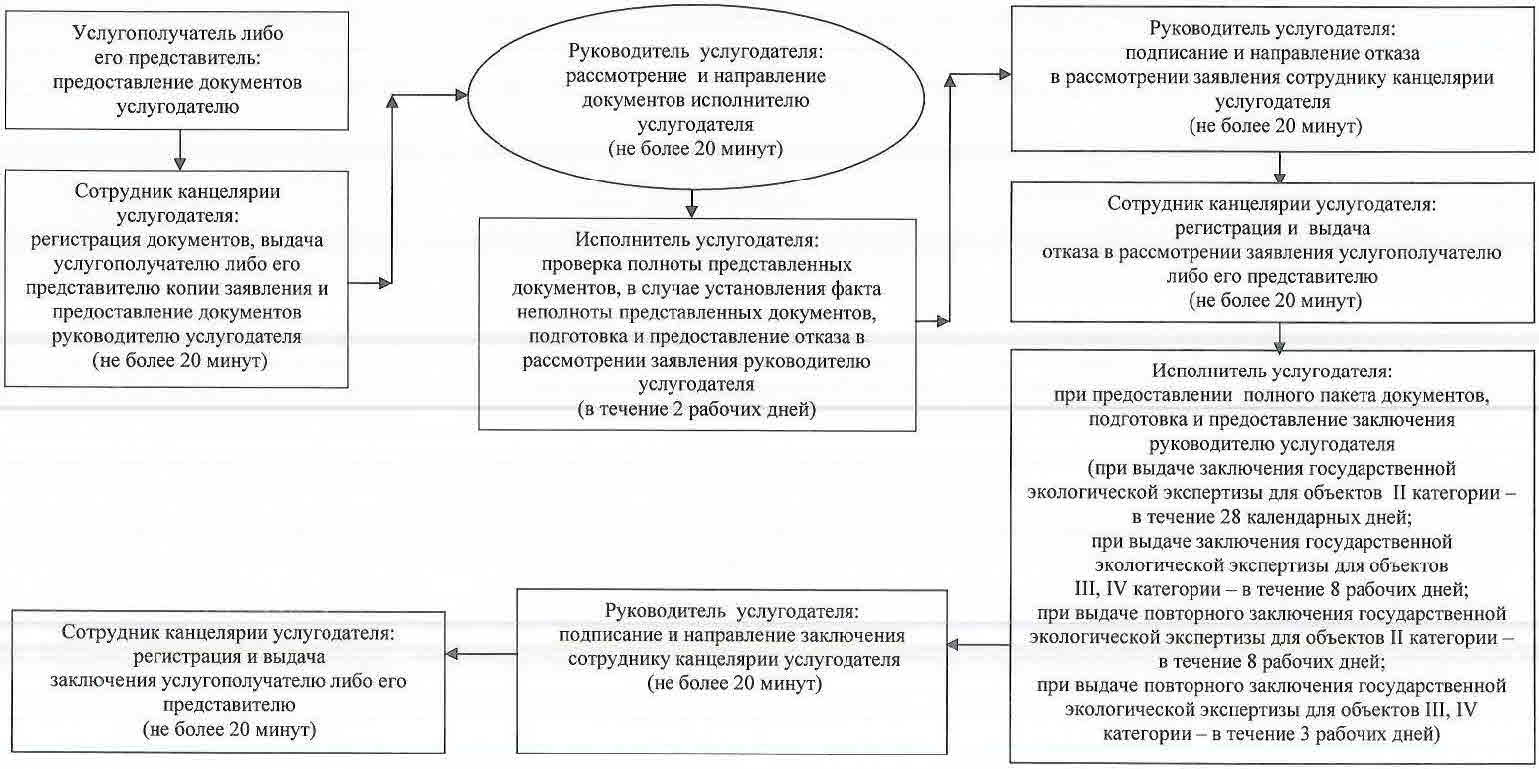 Услугополучатель либо
его представитель:
предоставление документов
услугодателю
Сотрудник канцелярии
услугодателя:
регистрация документов, выдача
услугополучателю либо его
представителю копии заявления и
предоставление документов
руководителю услугодателя
(не более 20 минут)
Руководитель услугодателя:
рассмотрение и направление
документов исполнителю
услугодателя
(не более 20 минут)
Исполнитель услугодателя:
проверка полноты представленных
документов, в случае установления факта
неполноты представленных документов,
подготовка и предоставление отказа в
рассмотрении заявления руководителю
услугодателя
(в течение 2 рабочих дней)
Руководитель услугодателя:
подписание и направление отказа
в рассмотрении заявления сотруднику канцелярии
услугодателя
(не более 20 минут)
Сотрудник канцелярии услугодателя:
регистрация и выдача
отказа в рассмотрении заявления услугополучателю
либо его представителю
(не более 20 минут)
Исполнитель услугодателя:
при предоставлении полного пакета документов,
подготовка и предоставление заключения
руководителю услугодателя
(при выдаче заключения государственной
экологической экспертизы для объектов II категории –
в течение 28 календарных дней;
при выдаче заключения государственной
экологической экспертизы для объектов
III, IV категории – в течение 8 рабочих дней;
при выдаче повторного заключения государственной
экологической экспертизы для объектов II категории –
в течение 8 рабочих дней;
при выдаче повторного заключения государственной
экологической экспертизы для объектов III, IV
категории – в течение 3 рабочих дней)
Руководитель услугодателя:
подписание и направление заключения
сотруднику канцелярии услугодателя
(не более 20 минут)
Сотрудник канцелярии услугодателя:
регистрация и выдача
заключения услугополучателю либо его
представителю
(не более 20 минут)